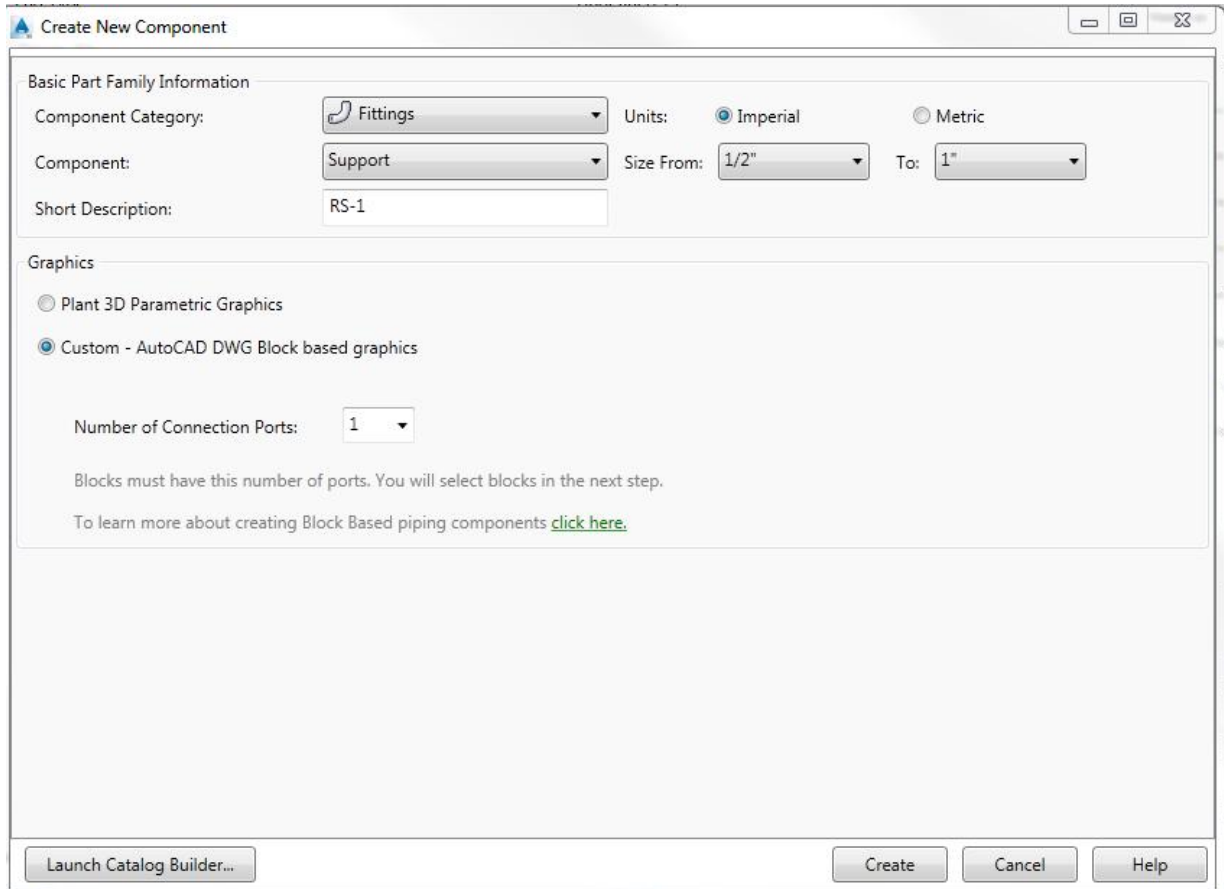 Create New Component
Basic Part Family Information
Component Category: Fittings Units: Imperial Metric
Component: Support Size From: 1/2" To: 1"
Short Description: RS-1
Graphics
Plant 3D Parametric Graphics
Custom - AutoCAD DWG Block based graphics
Number of Connection Ports: 1
Blocks must have this number of ports. You will select blocks in the next step.
To learn more about creating Block Based piping components click here.
Launch Catalog Builder... Create Cancel Help